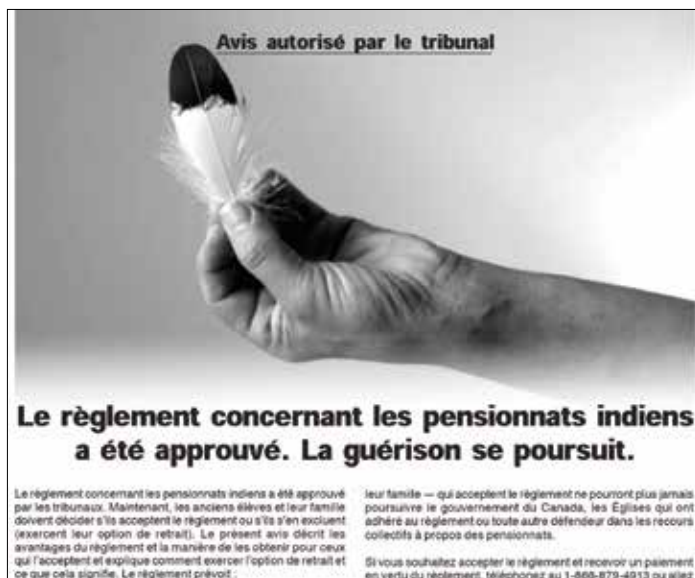 Avis autorisé par le tribunal
Le règlement concernant les pensionnats indiens
a été approuvé. La guérison se poursuit.
Le règlement concernant les pensionnats indiens a été approuvé
par les tribunaux. Maintenant, les anciens élèves et leur famille
doivent décider s'ils acceptent le règlement ou s'ils s'en excluent
(exercent leur option de retrait). Le présent avis décrit les
avantages du règlement et la manière de les obtenir pour ceux
qui l'acceptent et explique comment exercer l'option de retrait et
ce que cela signifie. Le règlement prévoit :
leur famille — qui acceptent le règlement ne pourront plus jamais
poursuivre le gouvernement du Canada, les Églises qui ont
adhéré au règlement ou toute autre défendeur dans les recours
collectifs à propos des pensionnats.
Si vous souhaitez accepter le règlement et recevoir un paiement
en vertu du règlement, téléphonez au 1-866-879-4913 ou